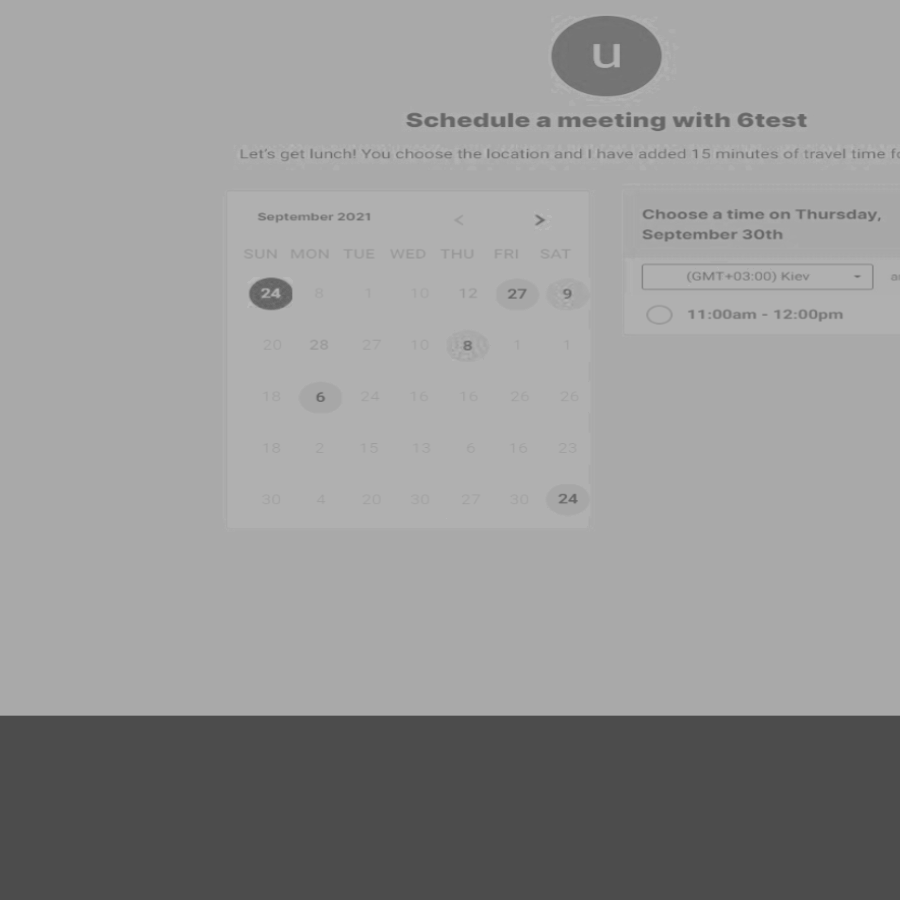 u
Schedule a meeting with 6test
Let's get lunch! You choose the location and I have added 15 minutes of travel time
September 2021 < >
SUN MON TUE WED THU FRI SAT
24 8 1 10 12 27 9
20 28 27 10 8 1 1
18 6 24 16 16 26 26
18 2 15 13 6 16 23
30 4 20 30 27 30 24
Choose a time on Thursday,
September 30th
(GMT+03:00) Kiev
11:00am - 12:00pm